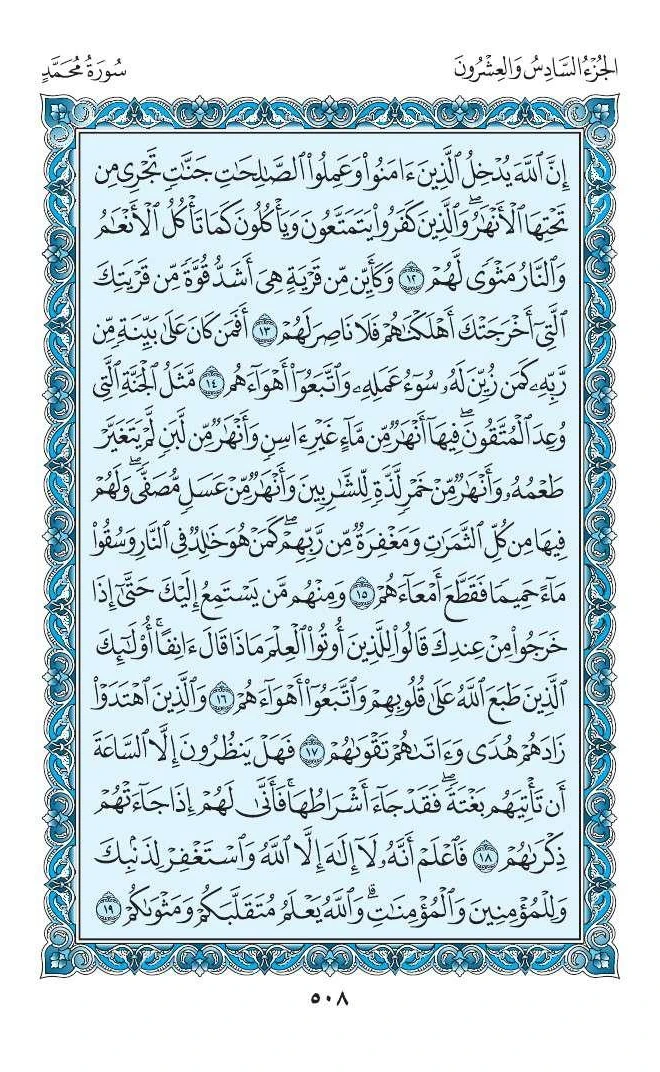 الجُزْءُ السَّادِسُ وَالعِشْرُونَ
سُورَةُ مُحَمَّدٍ
إِنَّ ٱللَّهَ يُدْخِلُ ٱلَّذِينَ ءَامَنُوا۟ وَعَمِلُوا۟ ٱلصَّٰلِحَٰتِ جَنَّٰتٍ تَجْرِى مِن
تَحْتِهَا ٱلْأَنْهَٰرُ ۖ وَٱلَّذِينَ كَفَرُوا۟ يَتَمَتَّعُونَ وَيَأْكُلُونَ كَمَا تَأْكُلُ ٱلْأَنْعَٰمُ
وَٱلنَّارُ مَثْوًى لَّهُمْ ١٢ وَكَأَيِّن مِّن قَرْيَةٍ هِىَ أَشَدُّ قُوَّةً مِّن قَرْيَتِكَ
ٱلَّتِىٓ أَخْرَجَتْكَ أَهْلَكْنَٰهُمْ فَلَا نَاصِرَ لَهُمْ ١٣ أَفَمَن كَانَ عَلَىٰ بَيِّنَةٍ مِّن
رَّبِّهِۦ كَمَن زُيِّنَ لَهُۥ سُوٓءُ عَمَلِهِۦ وَٱتَّبَعُوٓا۟ أَهْوَآءَهُم ١٤ مَّثَلُ ٱلْجَنَّةِ ٱلَّتِى
وُعِدَ ٱلْمُتَّقُونَ ۖ فِيهَآ أَنْهَٰرٌ مِّن مَّآءٍ غَيْرِ ءَاسِنٍ وَأَنْهَٰرٌ مِّن لَّبَنٍ لَّمْ يَتَغَيَّرْ
طَعْمُهُۥ وَأَنْهَٰرٌ مِّنْ خَمْرٍ لَّذَّةٍ لِّلشَّٰرِبِينَ وَأَنْهَٰرٌ مِّنْ عَسَلٍ مُّصَفًّى ۖ وَلَهُمْ
فِيهَا مِن كُلِّ ٱلثَّمَرَٰتِ وَمَغْفِرَةٌ مِّن رَّبِّهِمْ ۖ كَمَنْ هُوَ خَٰلِدٌ فِى ٱلنَّارِ وَسُقُوا۟
مَآءً حَمِيمًا فَقَطَّعَ أَمْعَآءَهُمْ ١٥ وَمِنْهُم مَّن يَسْتَمِعُ إِلَيْكَ حَتَّىٰٓ إِذَا
خَرَجُوا۟ مِنْ عِندِكَ قَالُوا۟ لِلَّذِينَ أُوتُوا۟ ٱلْعِلْمَ مَاذَا قَالَ ءَانِفًا ۚ أُو۟لَٰٓئِكَ
ٱلَّذِينَ طَبَعَ ٱللَّهُ عَلَىٰ قُلُوبِهِمْ وَٱتَّبَعُوٓا۟ أَهْوَآءَهُمْ ١٦ وَٱلَّذِينَ ٱهْتَدَوْا۟
زَادَهُمْ هُدًى وَءَاتَىٰهُمْ تَقْوَىٰهُمْ ١٧ فَهَلْ يَنظُرُونَ إِلَّا ٱلسَّاعَةَ
أَن تَأْتِيَهُم بَغْتَةً ۖ فَقَدْ جَآءَ أَشْرَاطُهَا ۚ فَأَنَّىٰ لَهُمْ إِذَا جَآءَتْهُمْ
ذِكْرَىٰهُمْ ١٨ فَٱعْلَمْ أَنَّهُۥ لَآ إِلَٰهَ إِلَّا ٱللَّهُ وَٱسْتَغْفِرْ لِذَنۢبِكَ
وَلِلْمُؤْمِنِينَ وَٱلْمُؤْمِنَٰتِ ۗ وَٱللَّهُ يَعْلَمُ مُتَقَلَّبَكُمْ وَمَثْوَىٰكُمْ ١٩
٥٠٨